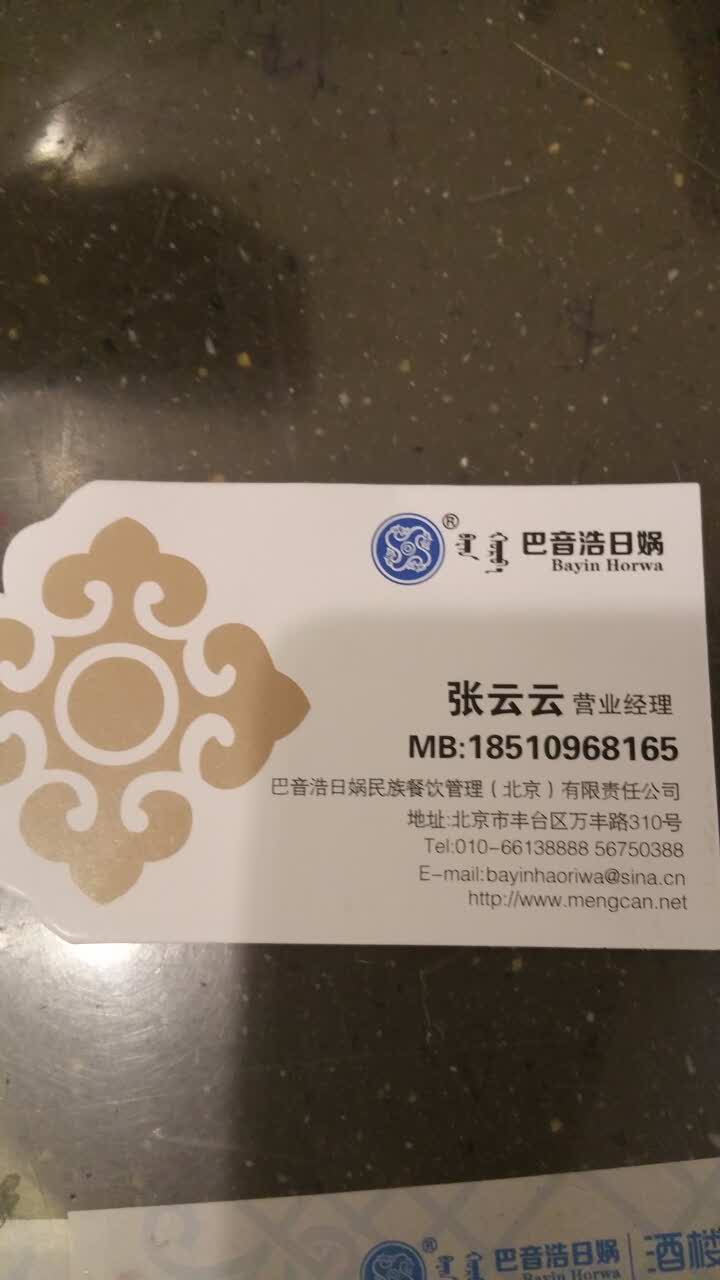 ® 巴音浩日娲
Bayin Horwa
张云云 营业经理
MB:18510968165
巴音浩日娲民族餐饮管理（北京）有限责任公司
地址:北京市丰台区万丰路310号
Tel:010-66138888 56750388
E-mail:bayinhaoriwa@sina.cn
http://www.mengcan.net
® 巴音浩日娲 酒楼
Bayin Horwa